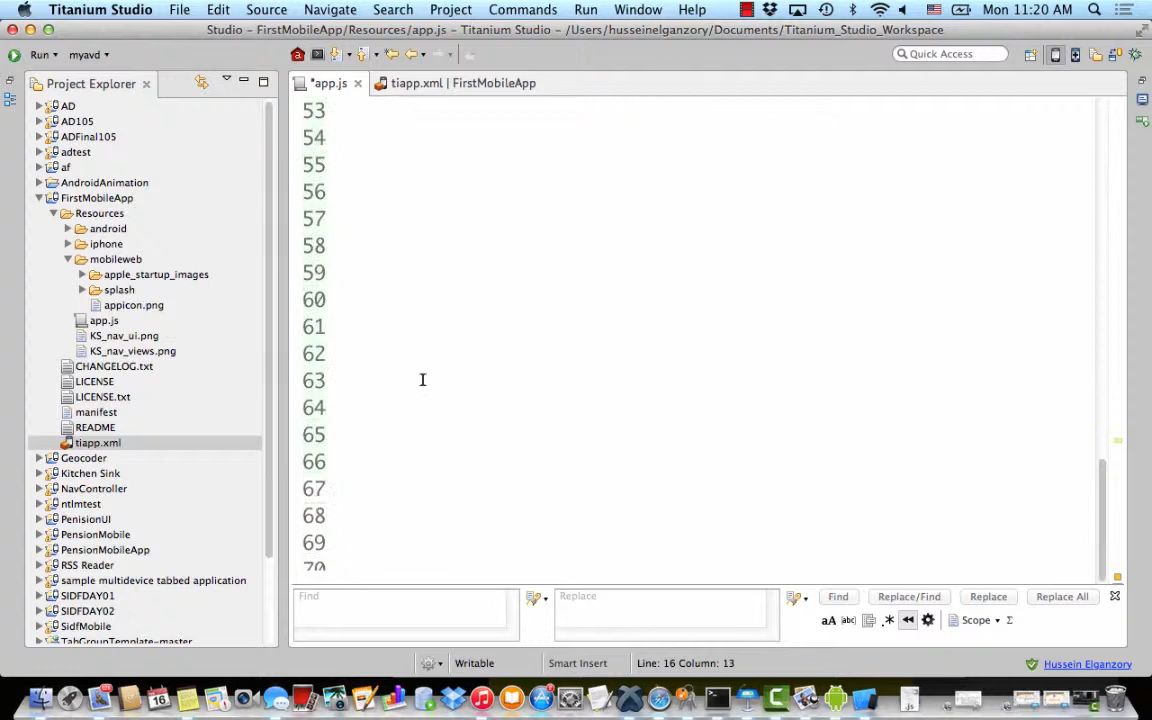 Titanium Studio File Edit Source Navigate Search Project Commands Run Window Help Mon 11:20 AM
Studio - FirstMobileApp/Resources/app.js - Titanium Studio - /Users/husseinelganzory/Documents/Titanium_Studio_Workspace
Run myavd Quick Access
Project Explorer
*app.js tiapp.xml | FirstMobileApp
AD
AD105
ADFinal105
adtest
af
AndroidAnimation
FirstMobileApp
Resources
android
iphone
mobileweb
apple_startup_images
splash
appicon.png
app.js
KS_nav_ui.png
KS_nav_views.png
CHANGELOG.txt
LICENSE
LICENSE.txt
manifest
README
tiapp.xml
Geocoder
Kitchen Sink
NavController
ntlmtest
PenisionUI
PensionMobile
PensionMobileApp
RSS Reader
sample multidevice tabbed application
SIDFDAY01
SIDFDAY02
SidfMobile
TabGroupTemplate-master
53
54
55
56
57
58
59
60
61
62
63
64
65
66
67
68
69
70
Find Replace Find Replace/Find Replace Replace All
aA abc .* Scope Σ
Writable Smart Insert Line: 16 Column: 13 Hussein Elganzory